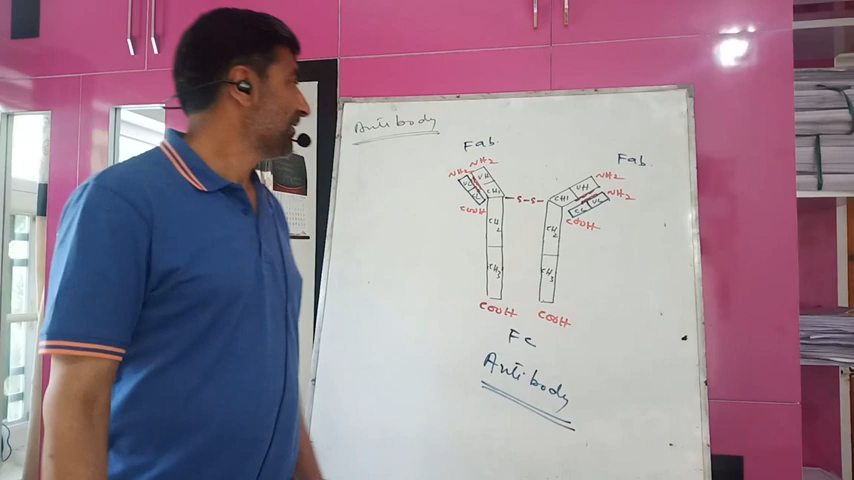 Antibody
Fab.
Fab.
NH2
NH2
VH
VL
CH1
COOH
S-S
NH2
VH
NH2
CH1
VL
CL
COOH
CH2
CH2
CH3
CH3
COOH
COOH
FC
Antibody